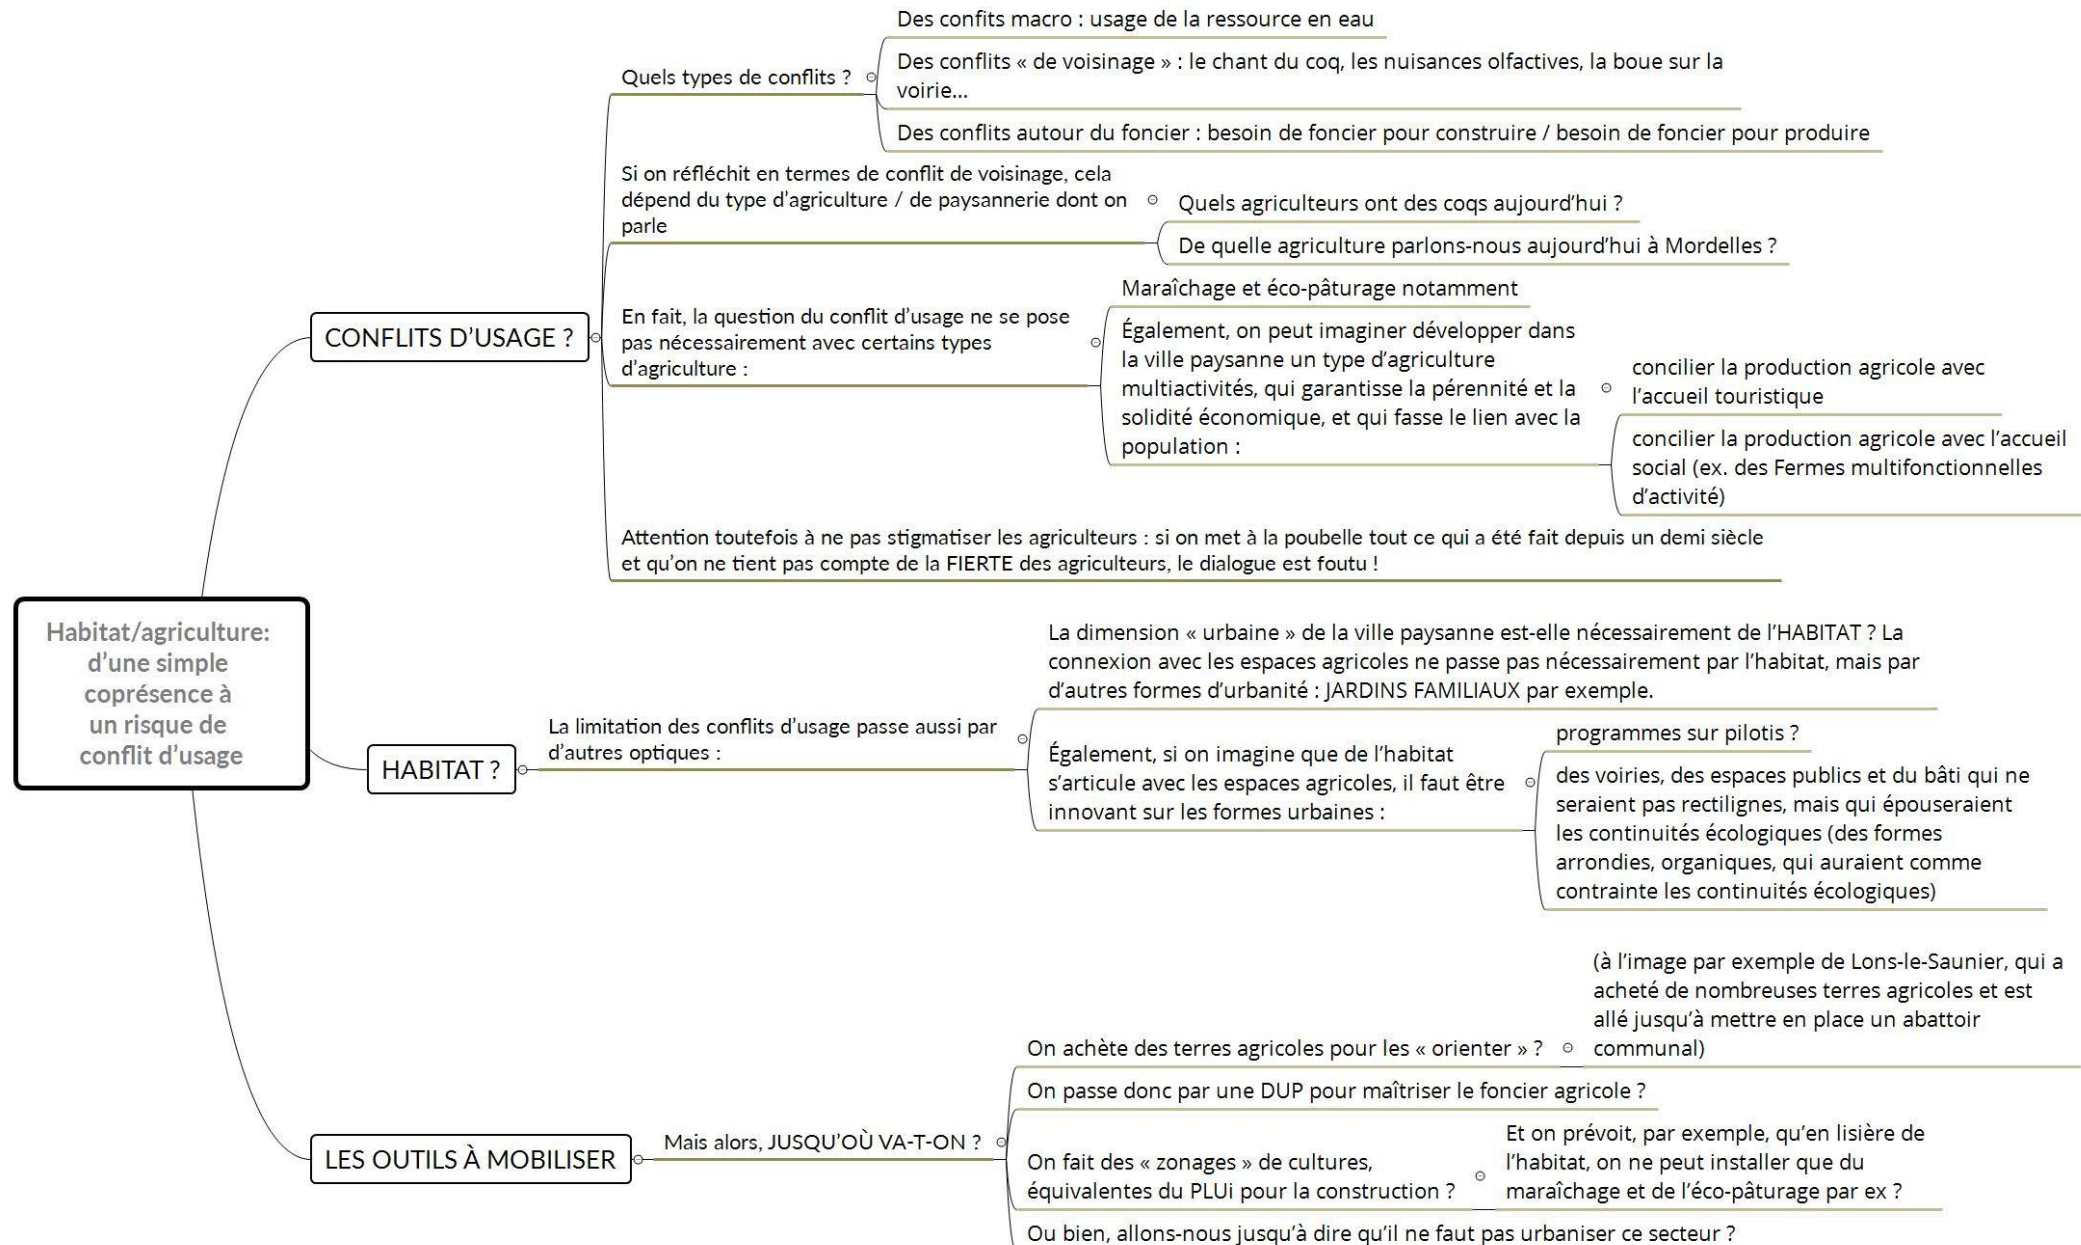 Habitat/agriculture:
d’une simple
coprésence à
un risque de
conflit d’usage
CONFLITS D’USAGE ?
Quels types de conflits ?
Des confits macro : usage de la ressource en eau
Des conflits « de voisinage » : le chant du coq, les nuisances olfactives, la boue sur la
voirie…
Des conflits autour du foncier : besoin de foncier pour construire / besoin de foncier pour produire
Si on réfléchit en termes de conflit de voisinage, cela
dépend du type d’agriculture / de paysannerie dont on
parle
Quels agriculteurs ont des coqs aujourd’hui ?
De quelle agriculture parlons-nous aujourd’hui à Mordelles ?
En fait, la question du conflit d’usage ne se pose
pas nécessairement avec certains types
d’agriculture :
Maraîchage et éco-pâturage notamment
Également, on peut imaginer développer dans
la ville paysanne un type d’agriculture
multiactivités, qui garantisse la pérennité et la
solidité économique, et qui fasse le lien avec la
population :
concilier la production agricole avec
l’accueil touristique
concilier la production agricole avec l’accueil
social (ex. des Fermes multifonctionnelles
d’activité)
Attention toutefois à ne pas stigmatiser les agriculteurs : si on met à la poubelle tout ce qui a été fait depuis un demi siècle
et qu’on ne tient pas compte de la FIERTE des agriculteurs, le dialogue est foutu !
HABITAT ?
La limitation des conflits d’usage passe aussi par
d’autres optiques :
La dimension « urbaine » de la ville paysanne est-elle nécessairement de l’HABITAT ? La
connexion avec les espaces agricoles ne passe pas nécessairement par l’habitat, mais par
d’autres formes d’urbanité : JARDINS FAMILIAUX par exemple.
Également, si on imagine que de l’habitat
s’articule avec les espaces agricoles, il faut être
innovant sur les formes urbaines :
programmes sur pilotis ?
des voiries, des espaces publics et du bâti qui ne
seraient pas rectilignes, mais qui épouseraient
les continuités écologiques (des formes
arrondies, organiques, qui auraient comme
contrainte les continuités écologiques)
LES OUTILS À MOBILISER
Mais alors, JUSQU’OÙ VA-T-ON ?
On achète des terres agricoles pour les « orienter » ?
(à l’image par exemple de Lons-le-Saunier, qui a
acheté de nombreuses terres agricoles et est
allé jusqu’à mettre en place un abattoir
communal)
On passe donc par une DUP pour maîtriser le foncier agricole ?
On fait des « zonages » de cultures,
équivalentes du PLUi pour la construction ?
Et on prévoit, par exemple, qu’en lisière de
l’habitat, on ne peut installer que du
maraîchage et de l’éco-pâturage par ex ?
Ou bien, allons-nous jusqu’à dire qu’il ne faut pas urbaniser ce secteur ?